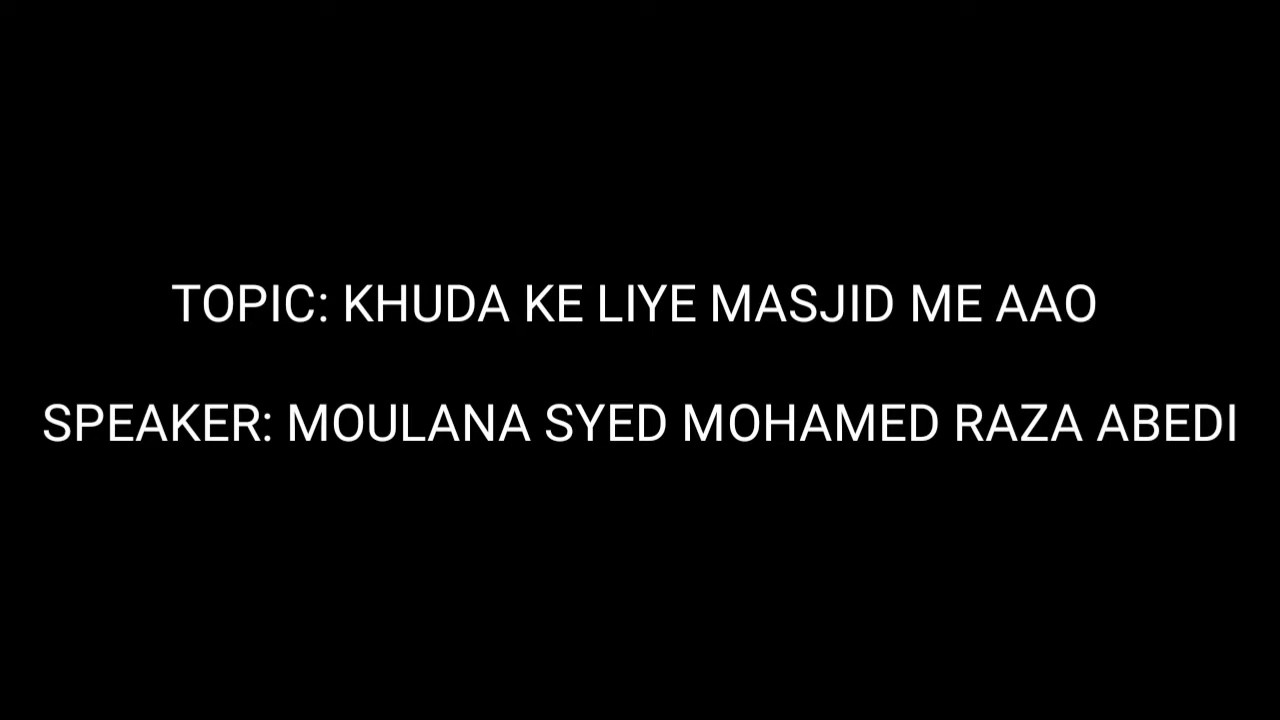 TOPIC: KHUDA KE LIYE MASJID ME AAO
SPEAKER: MOULANA SYED MOHAMED RAZA ABEDI